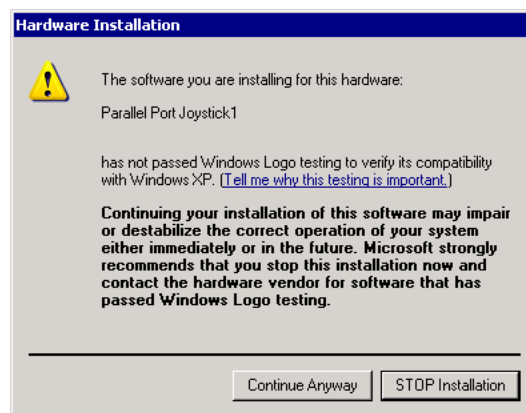 Hardware Installation
The software you are installing for this hardware:
Parallel Port Joystick1
has not passed Windows Logo testing to verify its compatibility
with Windows XP. (Tell me why this testing is important.)
Continuing your installation of this software may impair
or destabilize the correct operation of your system
either immediately or in the future. Microsoft strongly
recommends that you stop this installation now and
contact the hardware vendor for software that has
passed Windows Logo testing.
Continue Anyway STOP Installation